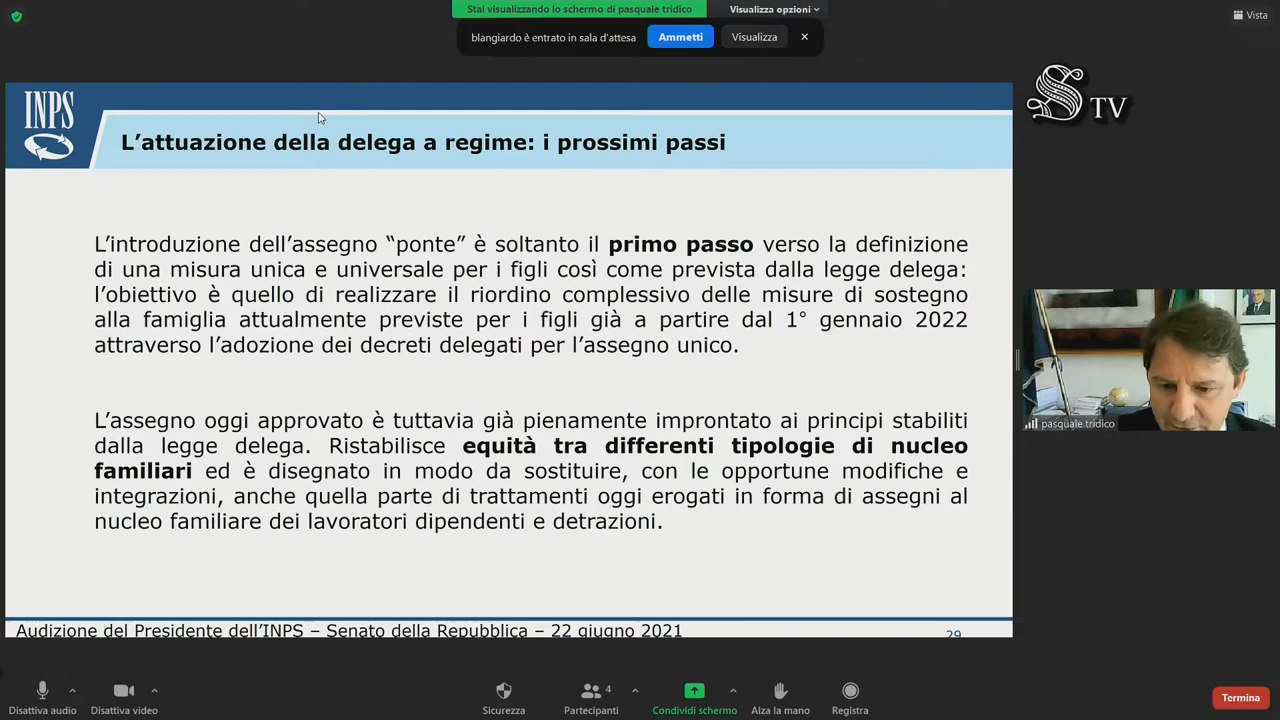 Stai visualizzando lo schermo di pasquale tridico
Visualizza opzioni
Vista
blangiardo è entrato in sala d'attesa
Ammetti
Visualizza
INPS
L'attuazione della delega a regime: i prossimi passi
S TV
L'introduzione dell'assegno “ponte” è soltanto il primo passo verso la definizione
di una misura unica e universale per i figli così come prevista dalla legge delega:
l'obiettivo è quello di realizzare il riordino complessivo delle misure di sostegno
alla famiglia attualmente previste per i figli già a partire dal 1° gennaio 2022
attraverso l'adozione dei decreti delegati per l'assegno unico.
L'assegno oggi approvato è tuttavia già pienamente improntato ai principi stabiliti
dalla legge delega. Ristabilisce equità tra differenti tipologie di nucleo
familiari ed è disegnato in modo da sostituire, con le opportune modifiche e
integrazioni, anche quella parte di trattamenti oggi erogati in forma di assegni al
nucleo familiare dei lavoratori dipendenti e detrazioni.
pasquale tridico
Audizione del Presidente dell'INPS – Senato della Repubblica – 22 giugno 2021
29
Disattiva audio
Disattiva video
Sicurezza
Partecipanti
4
Condividi schermo
Alza la mano
Registra
Termina